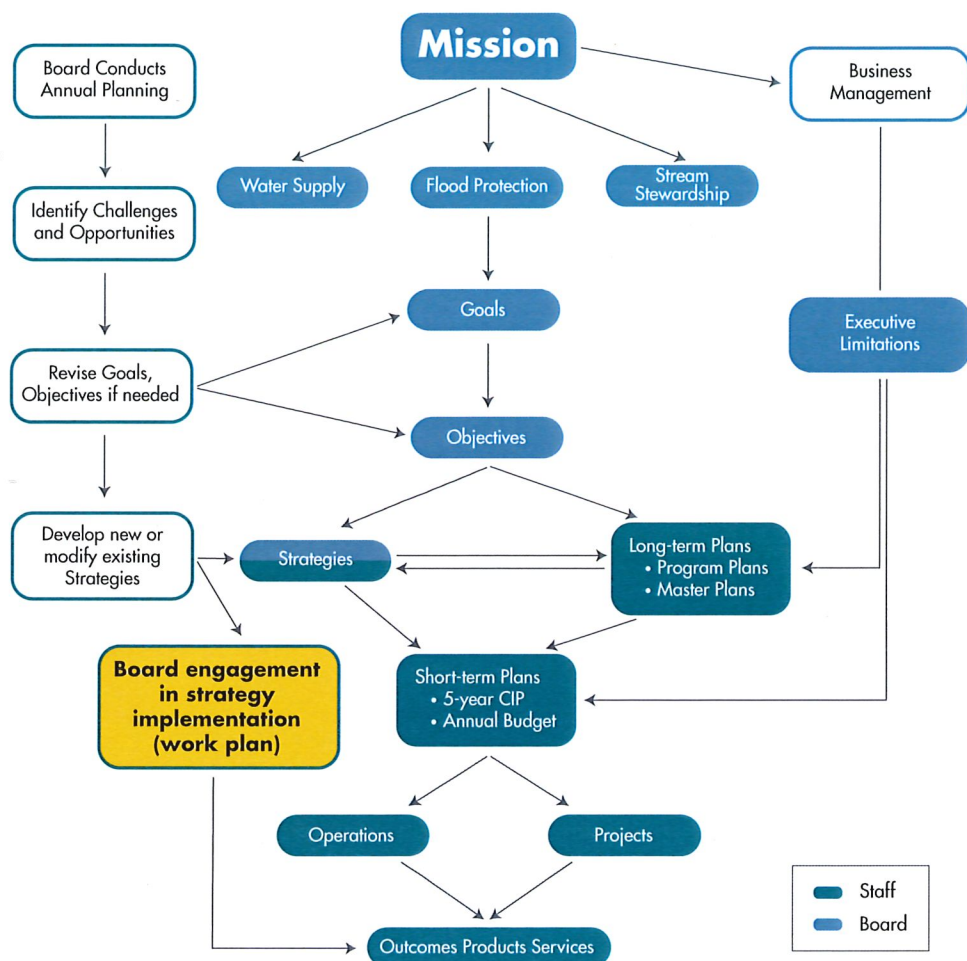 Mission
Board Conducts
Annual Planning
Business
Management
Water Supply
Flood Protection
Stream
Stewardship
Identify Challenges
and Opportunities
Goals
Executive
Limitations
Revise Goals,
Objectives if needed
Objectives
Develop new or
modify existing
Strategies
Strategies
Long-term Plans
• Program Plans
• Master Plans
Board engagement
in strategy
implementation
(work plan)
Short-term Plans
• 5-year CIP
• Annual Budget
Operations
Projects
Staff
Board
Outcomes Products Services